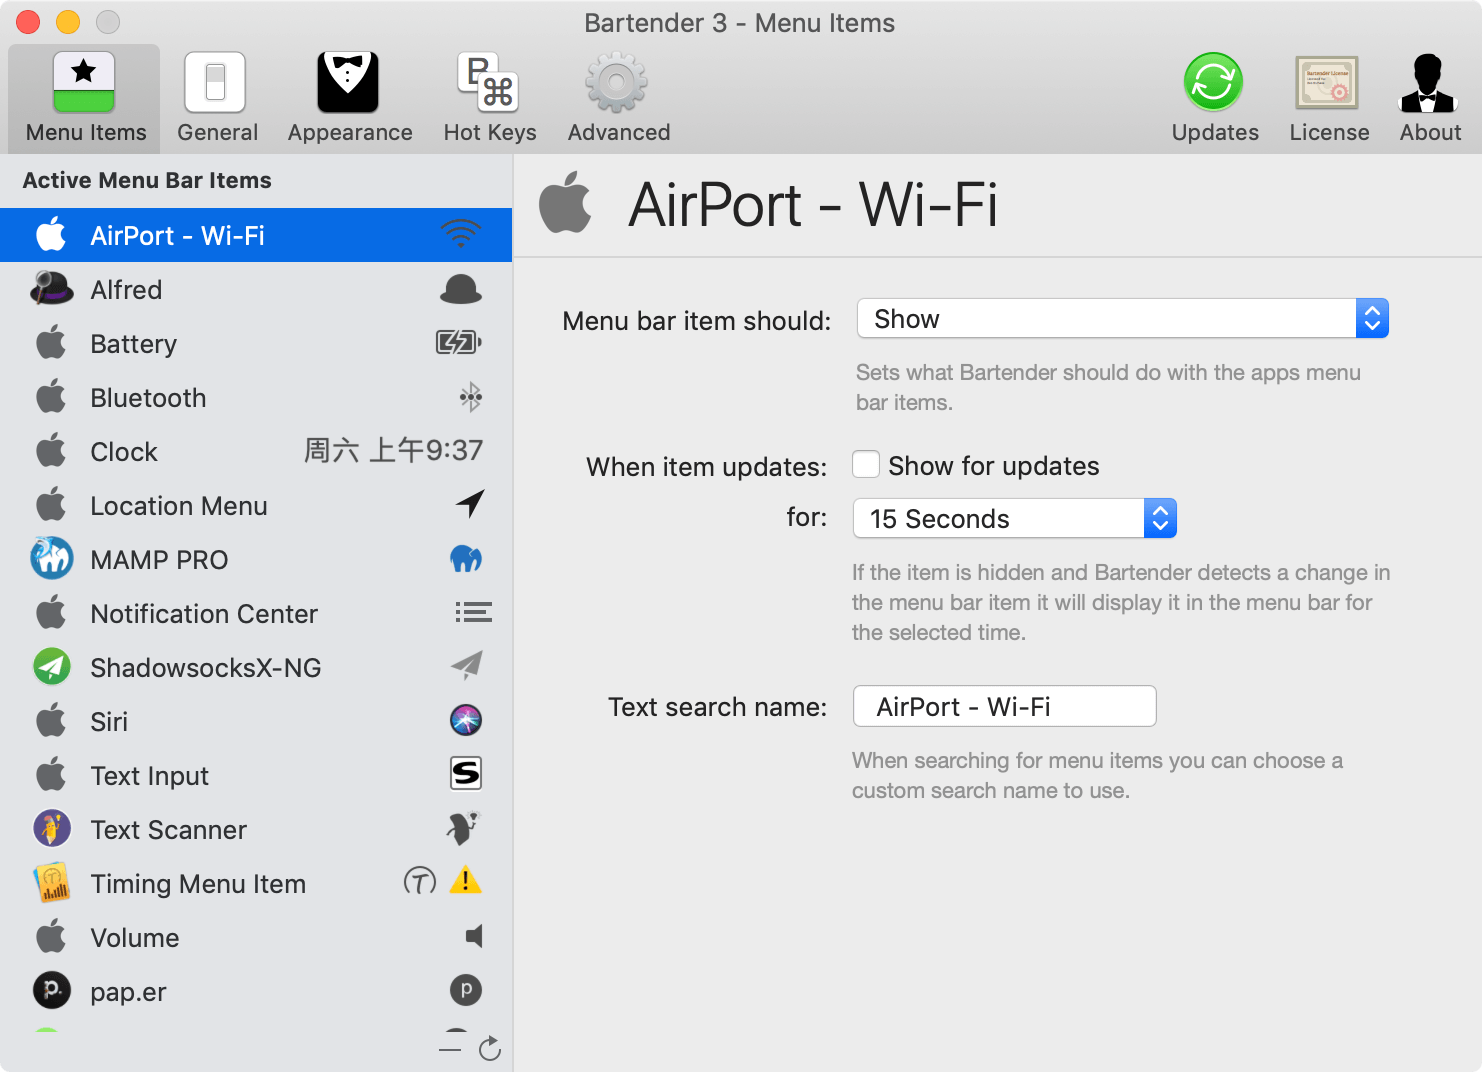 Bartender 3 - Menu Items
Menu Items
General
Appearance
Hot Keys
Advanced
Updates
License
About
Active Menu Bar Items
AirPort - Wi-Fi
Alfred
Battery
Bluetooth
Clock 周六 上午9:37
Location Menu
MAMP PRO
Notification Center
ShadowsocksX-NG
Siri
Text Input
Text Scanner
Timing Menu Item
Volume
pap.er
AirPort - Wi-Fi
Menu bar item should: Show
Sets what Bartender should do with the apps menu
bar items.
When item updates: Show for updates
for: 15 Seconds
If the item is hidden and Bartender detects a change in
the menu bar item it will display it in the menu bar for
the selected time.
Text search name: AirPort - Wi-Fi
When searching for menu items you can choose a
custom search name to use.